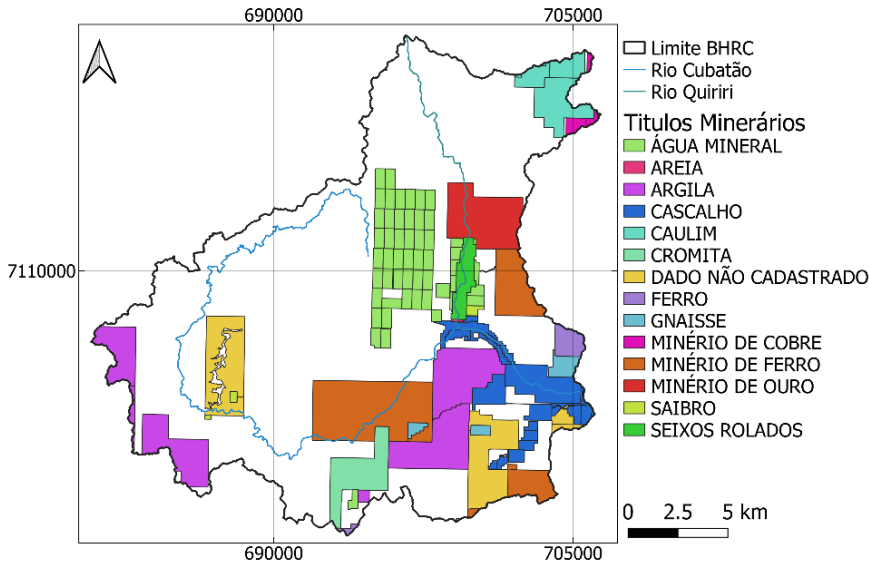 690000
705000
Limite BHRC
Rio Cubatão
Rio Quiriri
Titulos Minerários
ÁGUA MINERAL
AREIA
ARGILA
CASCALHO
CAULIM
7110000
CROMITA
DADO NÃO CADASTRADO
FERRO
GNAISSE
MINÉRIO DE COBRE
MINÉRIO DE FERRO
MINÉRIO DE OURO
SAIBRO
SEIXOS ROLADOS
0 2.5 5 km
690000
705000